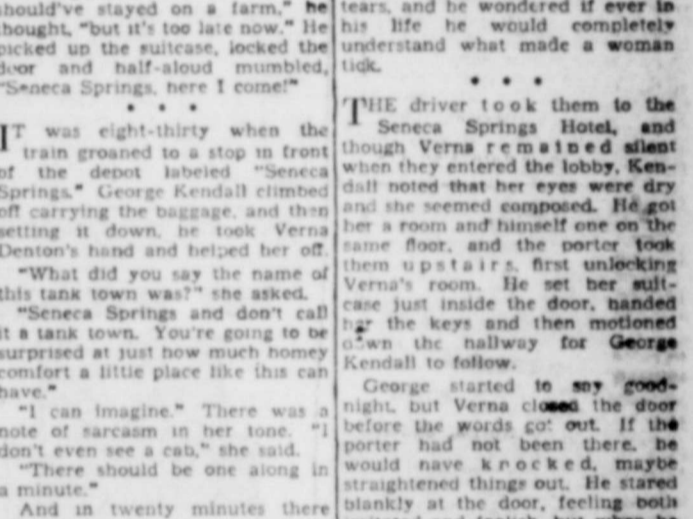 should've stayed on a farm," he
thought, "but it's too late now." He
picked up the suitcase, locked the
door and half-aloud mumbled,
"Seneca Springs, here I come!"
• • •
IT was eight-thirty when the
train groaned to a stop in front
of the depot labeled "Seneca
Springs." George Kendall climbed
off carrying the baggage, and then
setting it down, he took Verna
Denton's hand and helped her off.
"What did you say the name of
this tank town was?" she asked.
"Seneca Springs and don't call
it a tank town. You're going to be
surprised at just how much homey
comfort a little place like this can
have."
"I can imagine." There was a
note of sarcasm in her tone. "I
don't even see a cab," she said.
"There should be one along in
a minute."
And in twenty minutes there
tears, and he wondered if ever in
his life he would completely
understand what made a woman
tick.
• • •
THE driver took them to the
Seneca Springs Hotel, and
though Verna remained silent
when they entered the lobby, Ken-
dall noted that her eyes were dry
and she seemed composed. He got
her a room and himself one on the
same floor, and the porter took
them upstairs, first unlocking
Verna's room. He set her suit-
case just inside the door, handed
her the keys and then motioned
down the hallway for George
Kendall to follow.
George started to say good-
night, but Verna closed the door
before the words got out. If the
porter had not been there, he
would have knocked, maybe
straightened things out. He stared
blankly at the door, feeling both